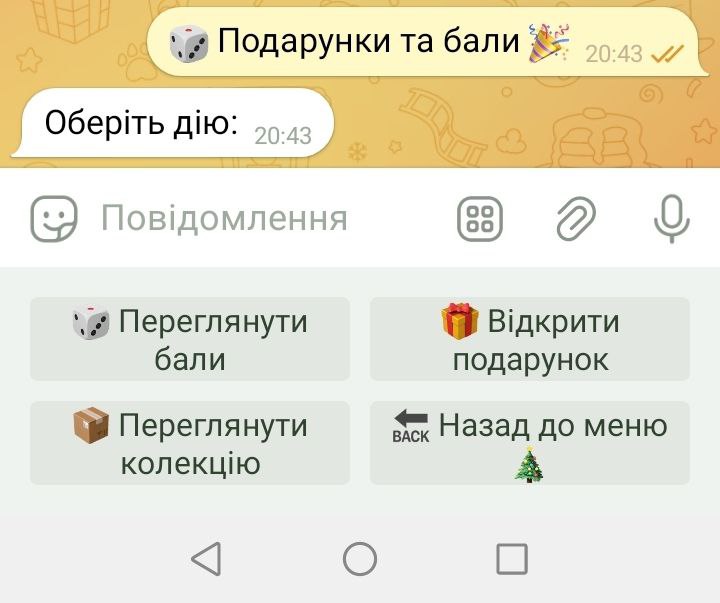 🎲 Подарунки та бали 🎉 20:43
Оберіть дію: 20:43
Повідомлення
🎲 Переглянути
бали
🎁 Відкрити
подарунок
📦 Переглянути
колекцію
🔙 Назад до меню
🎄